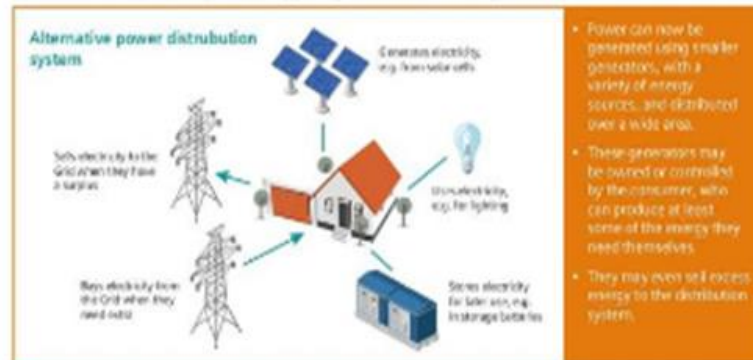 Alternative power distrubution
system
Generates electricity,
e.g. from solar cells
Sells electricity to the
Grid when they have
a surplus
Uses electricity,
e.g. for lighting
Buys electricity from
the Grid when they
need extra
Stores electricity
for later use, e.g.
in storage batteries
• Power can now be
generated using smaller
generators, with a
variety of energy
sources, and distributed
over a wide area.
• These generators may
be owned or controlled
by the consumer, who
can produce at least
some of the energy they
need themselves.
• They may even sell excess
energy to the distribution
system.